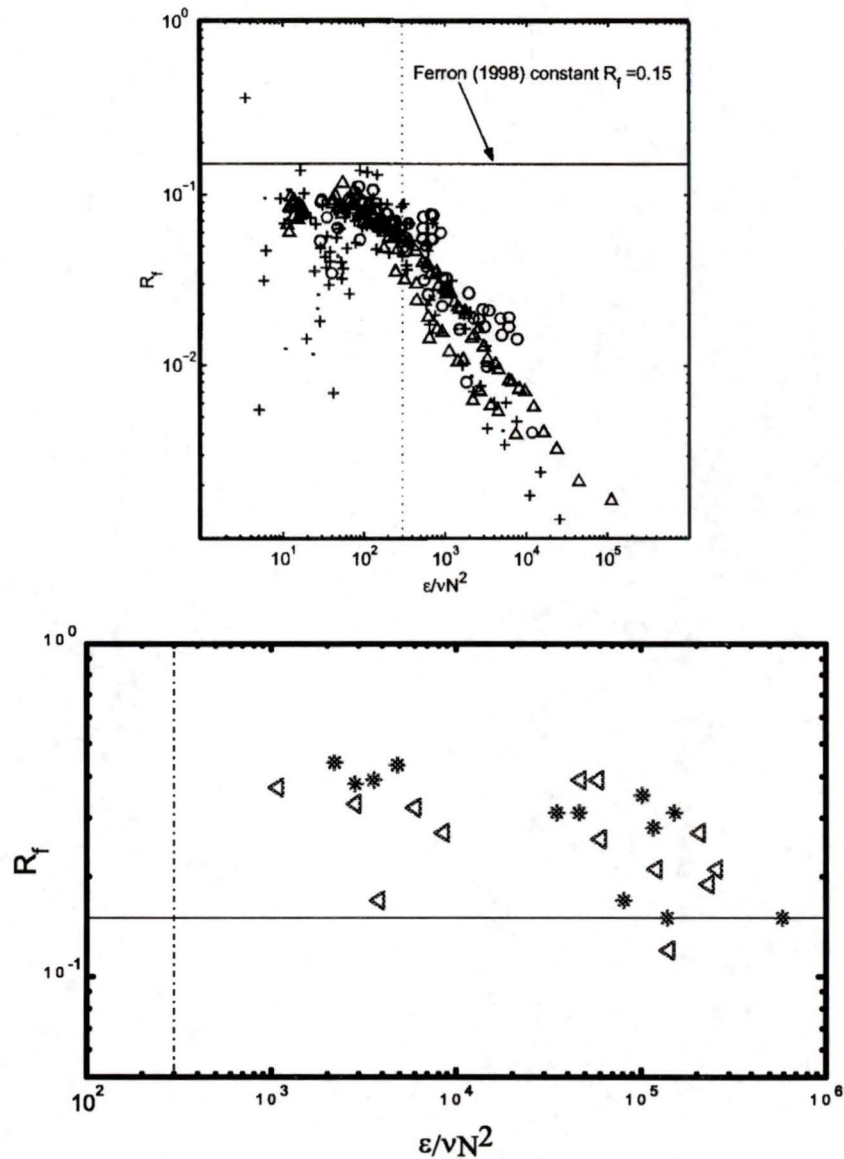 10⁰
Ferron (1998) constant R_f =0.15
10⁻¹
R_f
10⁻²
10¹ 10² 10³ 10⁴ 10⁵
ε/νN²
10⁰
R_f
10⁻¹
10² 10³ 10⁴ 10⁵ 10⁶
ε/νN²